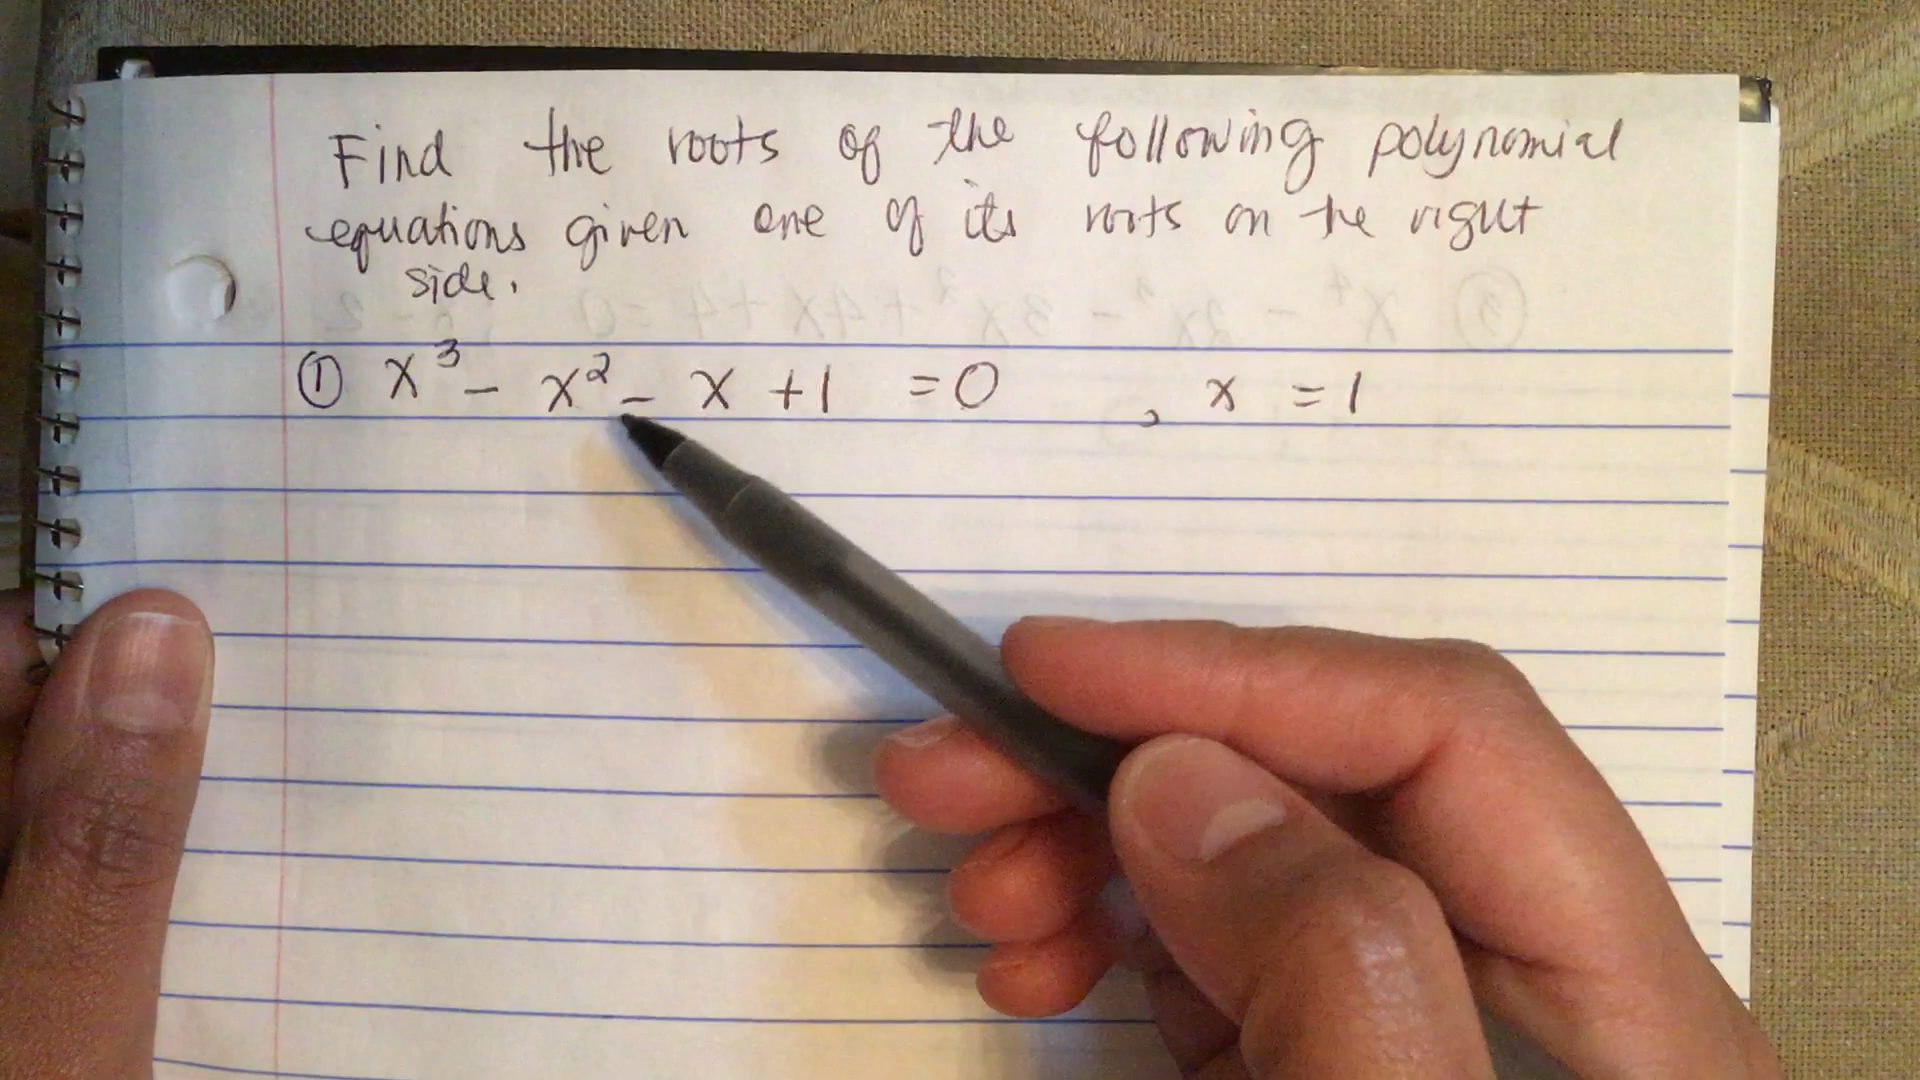 Find the roots of the following polynomial
equations given one of its roots on the right
side.
① x³ - x² - x + 1 = 0 , x = 1